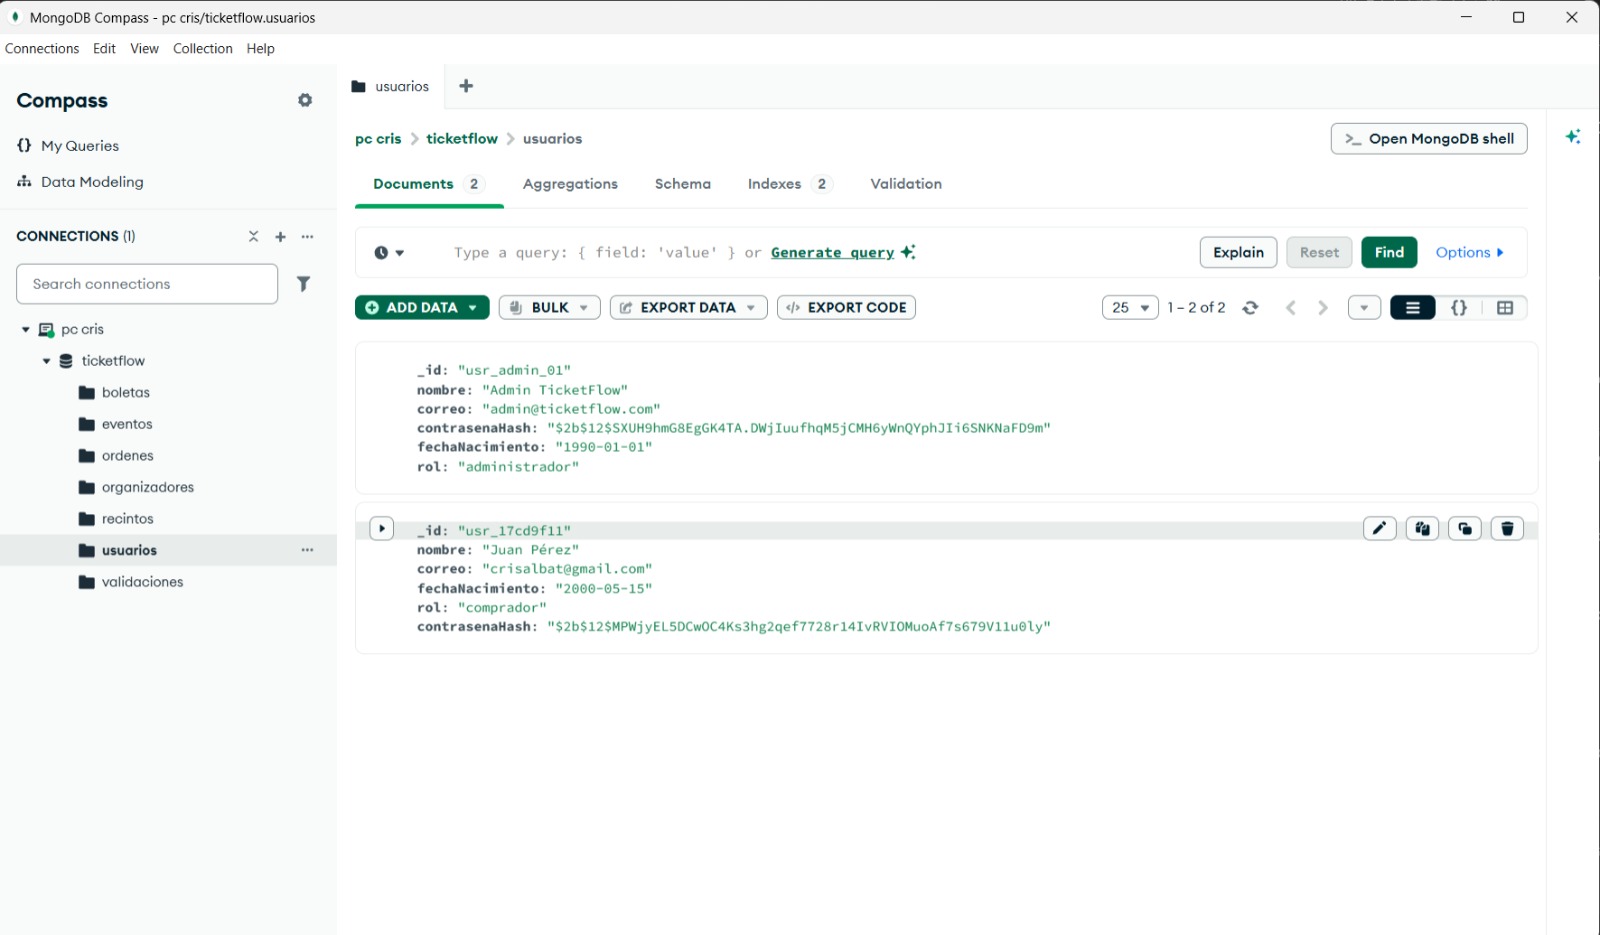 MongoDB Compass - pc cris/ticketflow.usuarios
Connections Edit View Collection Help
Compass
My Queries
Data Modeling
CONNECTIONS (1)
Search connections
pc cris
ticketflow
boletas
eventos
ordenes
organizadores
recintos
usuarios
validaciones
usuarios
pc cris > ticketflow > usuarios
>_ Open MongoDB shell
Documents 2 Aggregations Schema Indexes 2 Validation
Type a query: { field: 'value' } or Generate query
Explain Reset Find Options
ADD DATA BULK EXPORT DATA EXPORT CODE
25 1 – 2 of 2
_id: "usr_admin_01"
nombre: "Admin TicketFlow"
correo: "admin@ticketflow.com"
contrasenaHash: "$2b$12$SXUH9hmG8EgGK4TA.DWjIuufhqM5jCMH6yWnQYphJIi6SNKNaFD9m"
fechaNacimiento: "1990-01-01"
rol: "administrador"
_id: "usr_17cd9f11"
nombre: "Juan Pérez"
correo: "crisalbat@gmail.com"
fechaNacimiento: "2000-05-15"
rol: "comprador"
contrasenaHash: "$2b$12$MPWjyEL5DCwOC4Ks3hg2qef7728r14IvRVIOMuoAf7s679V11u0ly"